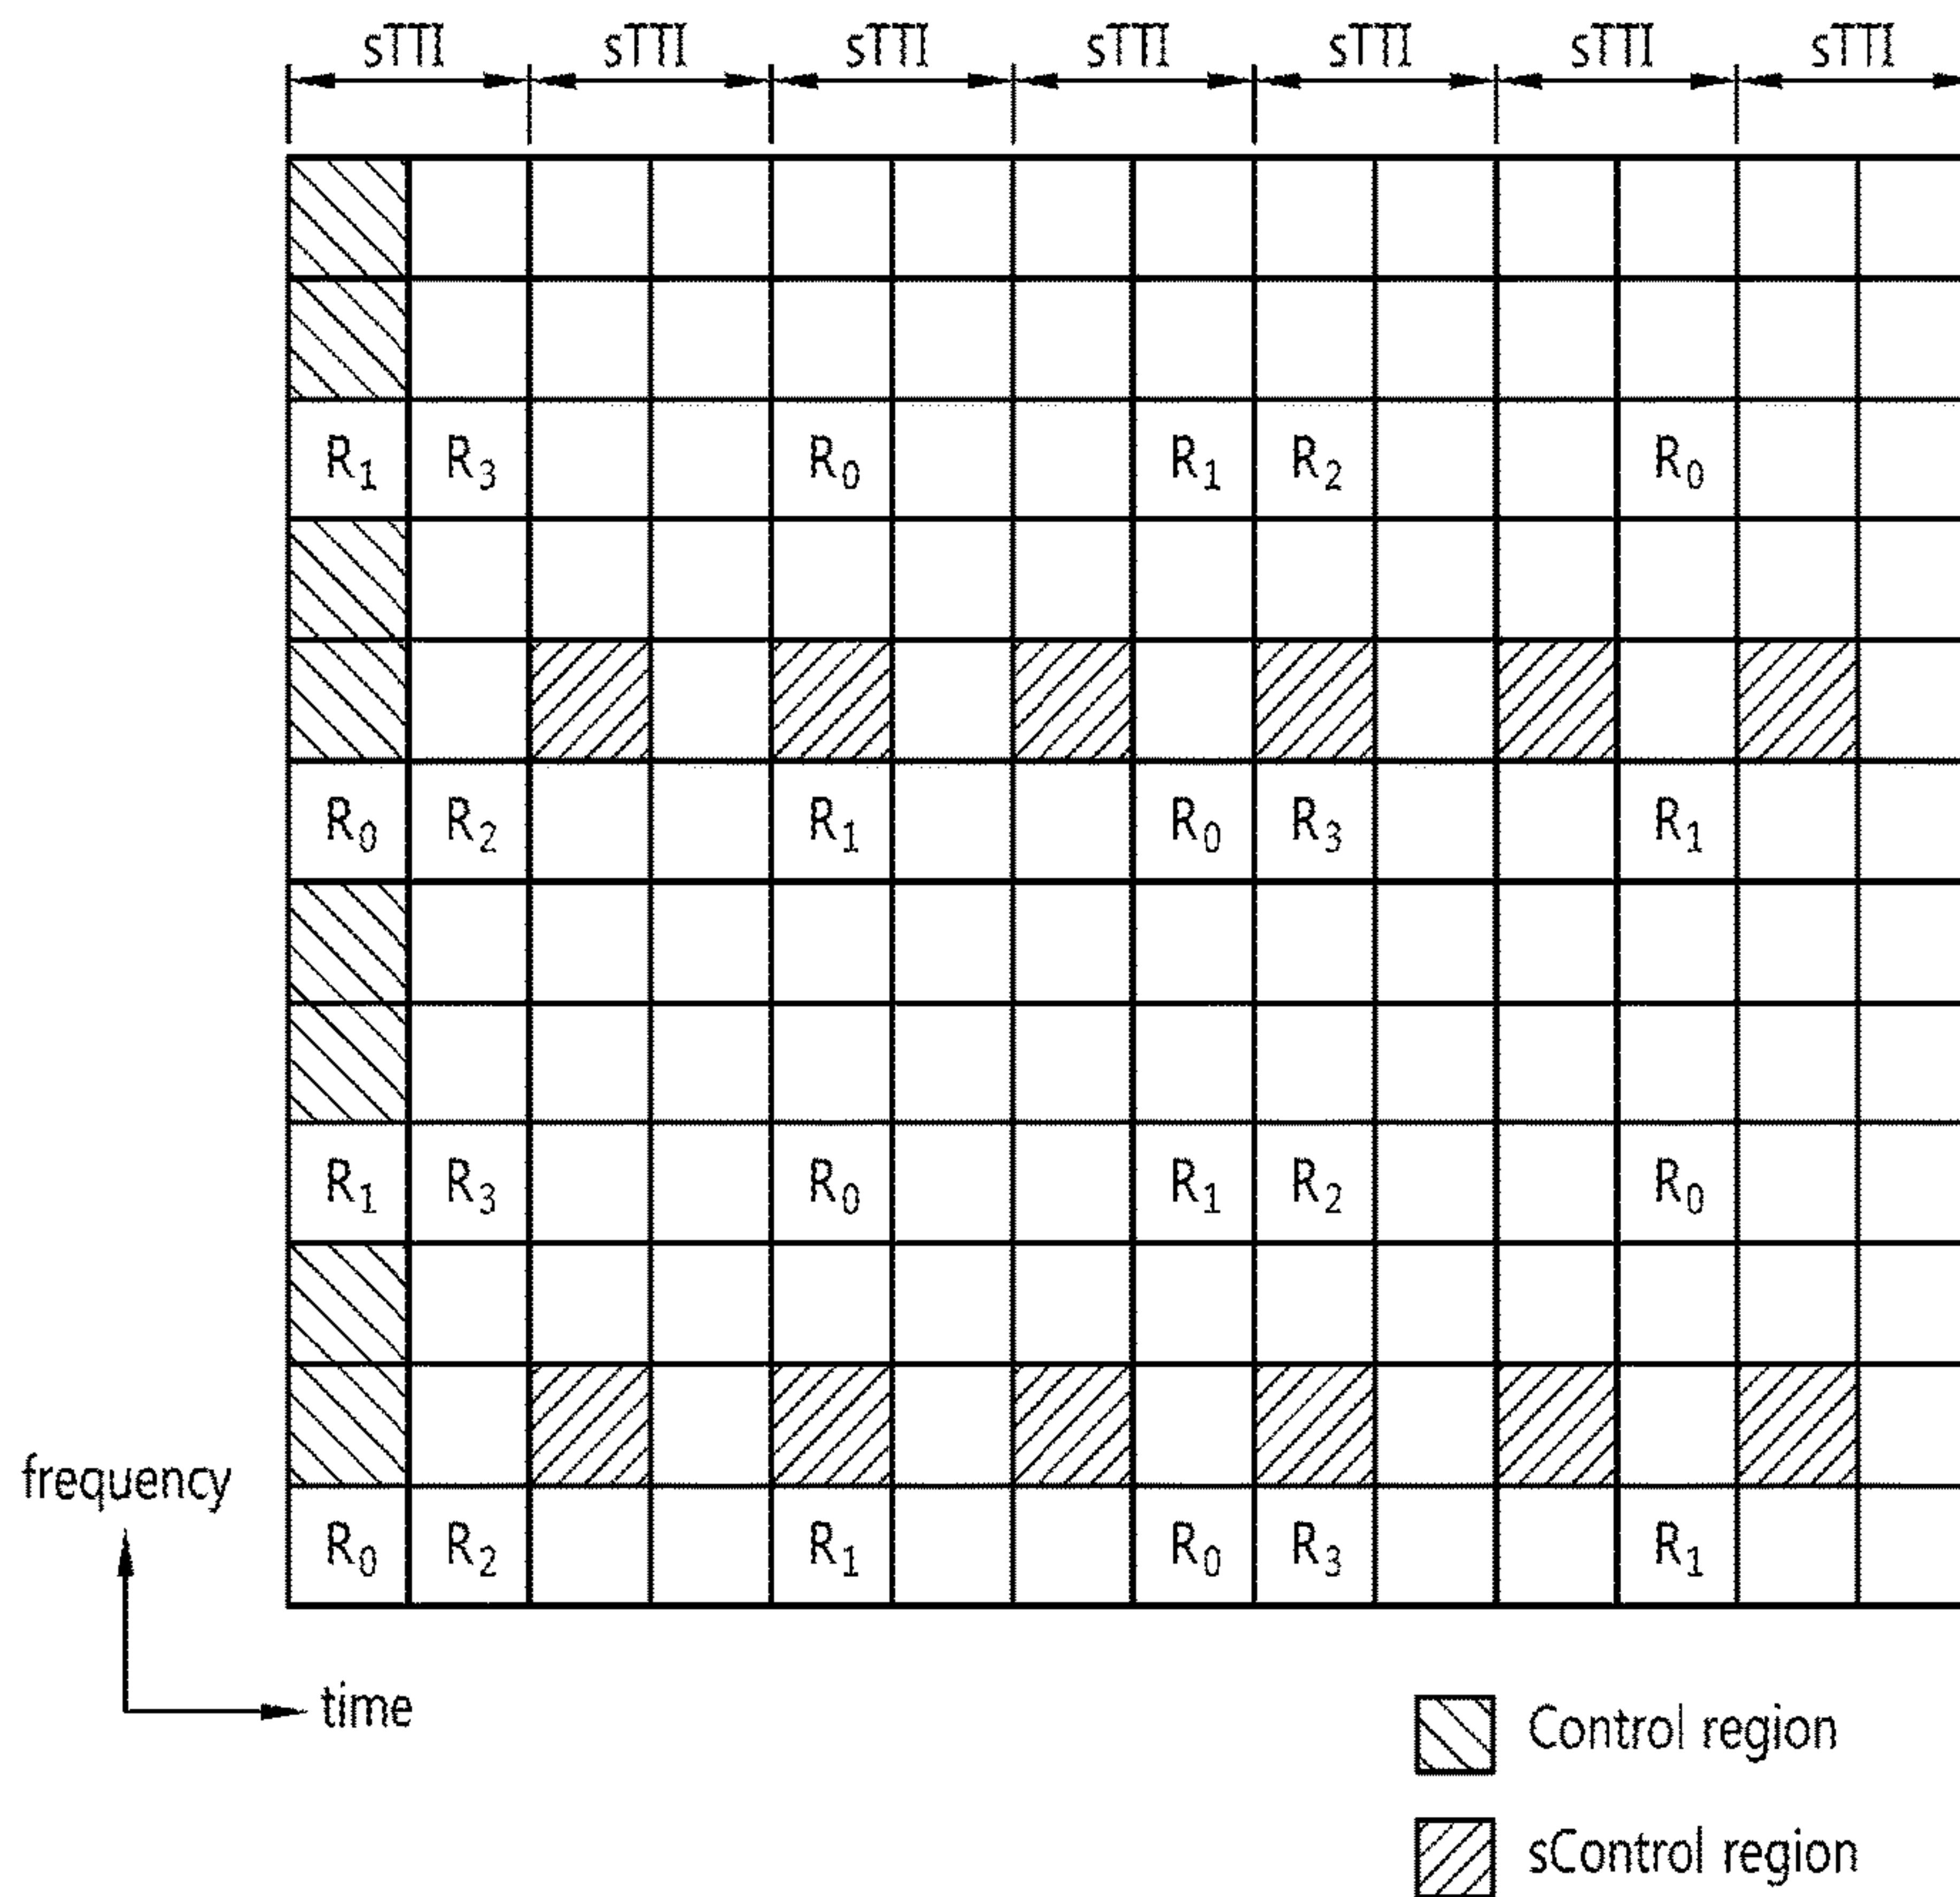 sTTI sTTI sTTI sTTI sTTI sTTI sTTI
R1 R3 R0 R1 R2 R0
R0 R2 R1 R0 R3 R1
R1 R3 R0 R1 R2 R0
R0 R2 R1 R0 R3 R1
frequency
time
Control region
sControl region